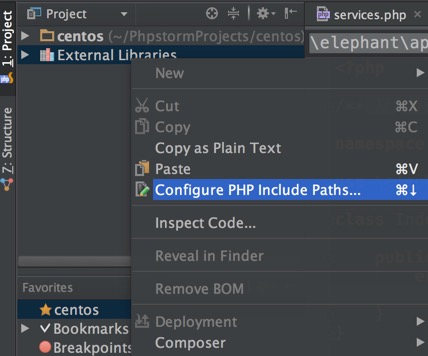 1: Project
Z: Structure
Project
services.php
centos (~/PhpstormProjects/centos)
\elephant\ap
External Libraries
New
Cut ⌘X
Copy ⌘C
Copy as Plain Text
Paste ⌘V
Configure PHP Include Paths... ⌘↓
Inspect Code...
Reveal in Finder
Remove BOM
Deployment
Composer
Favorites
centos
Bookmarks
Breakpoints